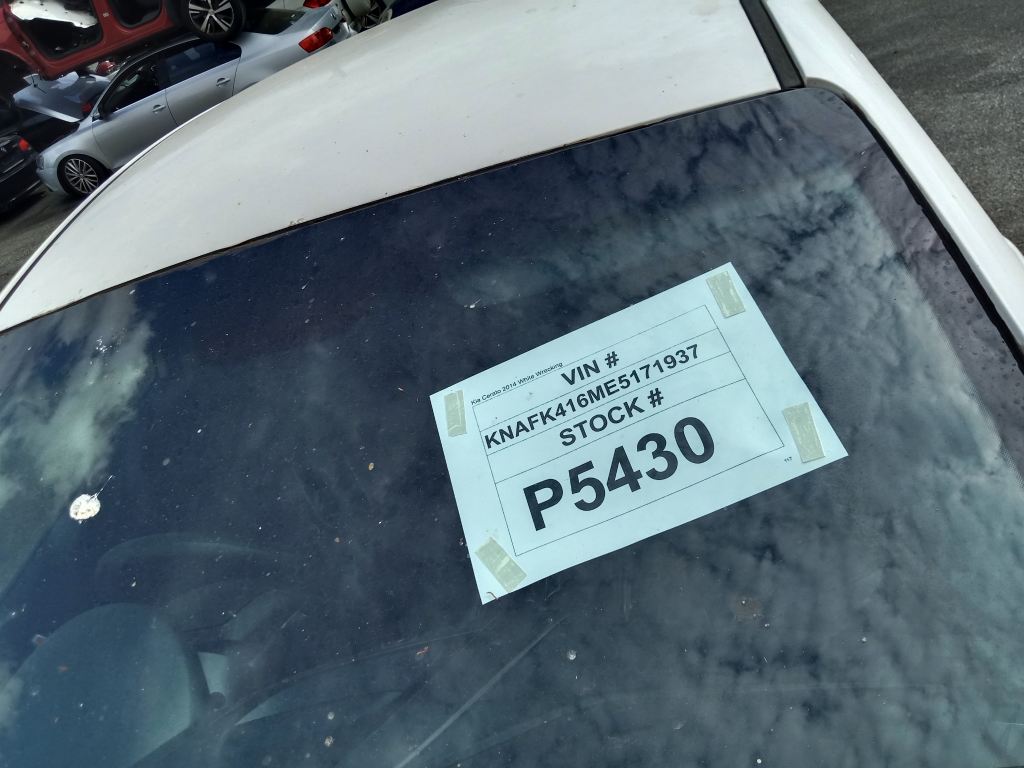 Kia Cerato 2014 White Wrecking
VIN #
KNAFK416ME5171937
STOCK #
P5430